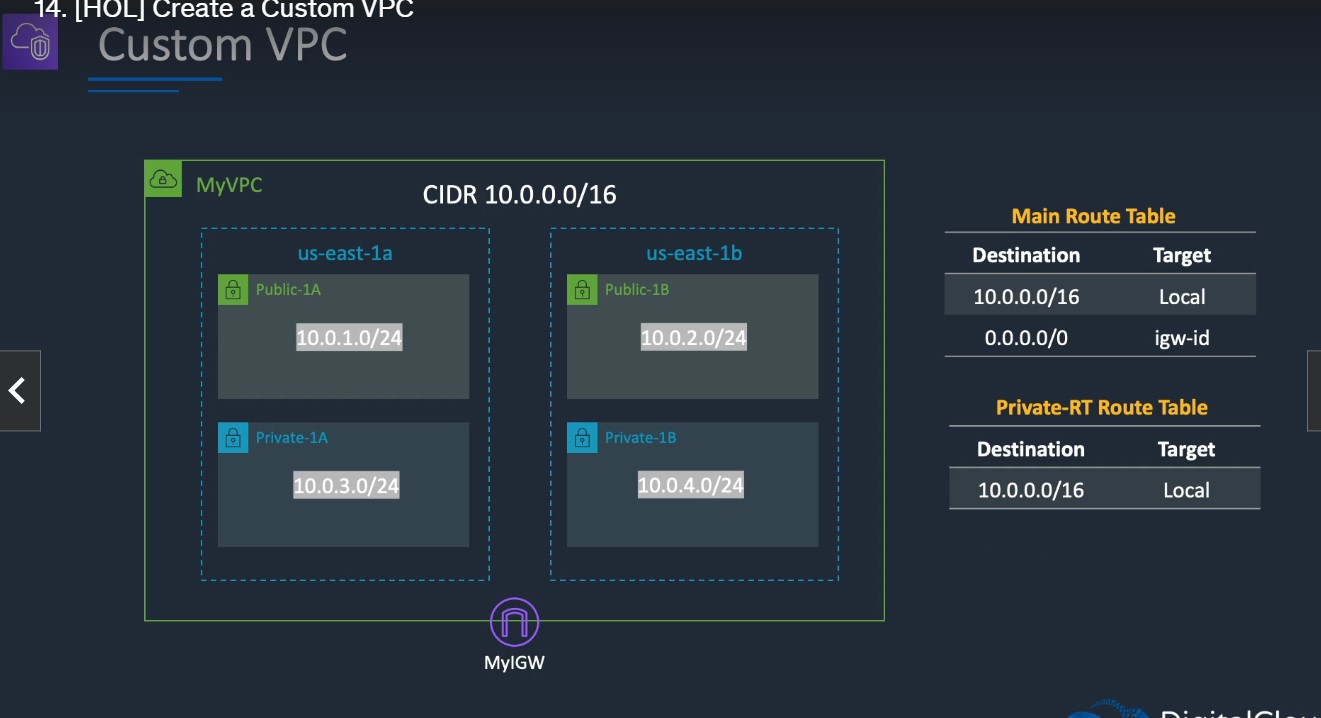 14. [HOL] Create a Custom VPC
Custom VPC
MyVPC
CIDR 10.0.0.0/16
us-east-1a
Public-1A
10.0.1.0/24
Private-1A
10.0.3.0/24
us-east-1b
Public-1B
10.0.2.0/24
Private-1B
10.0.4.0/24
MyIGW
Main Route Table
Destination Target
10.0.0.0/16 Local
0.0.0.0/0 igw-id
Private-RT Route Table
Destination Target
10.0.0.0/16 Local